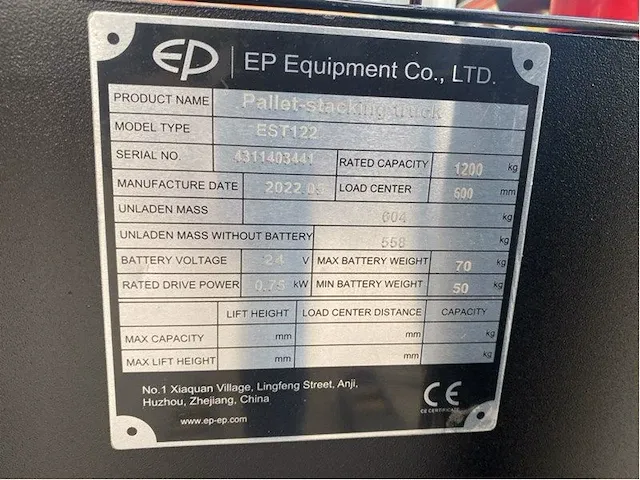 EP EP Equipment Co., LTD.
PRODUCT NAME Pallet-stacking truck
MODEL TYPE EST122
SERIAL NO. 4311403441 RATED CAPACITY 1200 kg
MANUFACTURE DATE 2022.05 LOAD CENTER 600 mm
UNLADEN MASS 604 kg
UNLADEN MASS WITHOUT BATTERY 558 kg
BATTERY VOLTAGE 24 V MAX BATTERY WEIGHT 70 kg
RATED DRIVE POWER 0.75 kW MIN BATTERY WEIGHT 50 kg
LIFT HEIGHT LOAD CENTER DISTANCE CAPACITY
MAX CAPACITY mm mm kg
MAX LIFT HEIGHT mm mm kg
No.1 Xiaquan Village, Lingfeng Street, Anji,
Huzhou, Zhejiang, China
www.ep-ep.com
CE
CE CERTIFICATE